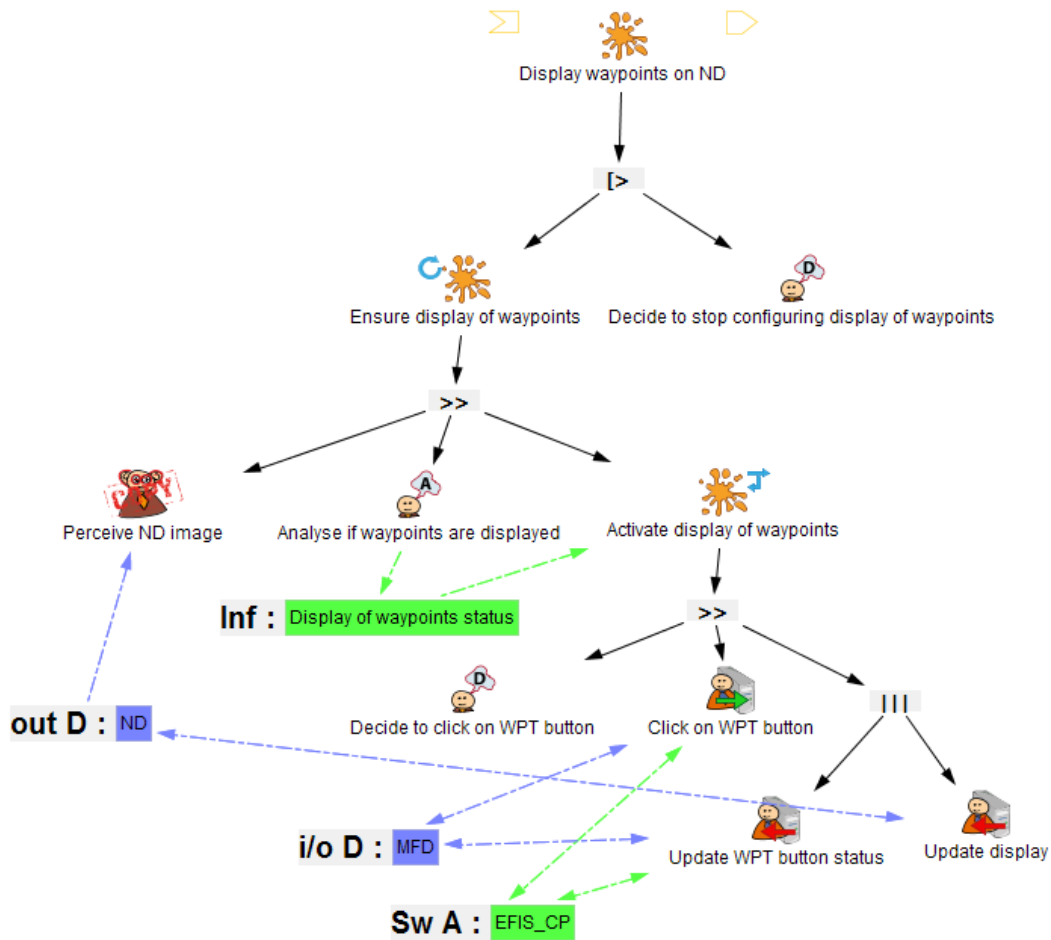 Display waypoints on ND
[>
Ensure display of waypoints
D
Decide to stop configuring display of waypoints
>>
COPY
Perceive ND image
A
Analyse if waypoints are displayed
Activate display of waypoints
Inf : Display of waypoints status
>>
D
Decide to click on WPT button
Click on WPT button
|||
out D : ND
i/o D : MFD
Update WPT button status
Update display
Sw A : EFIS_CP